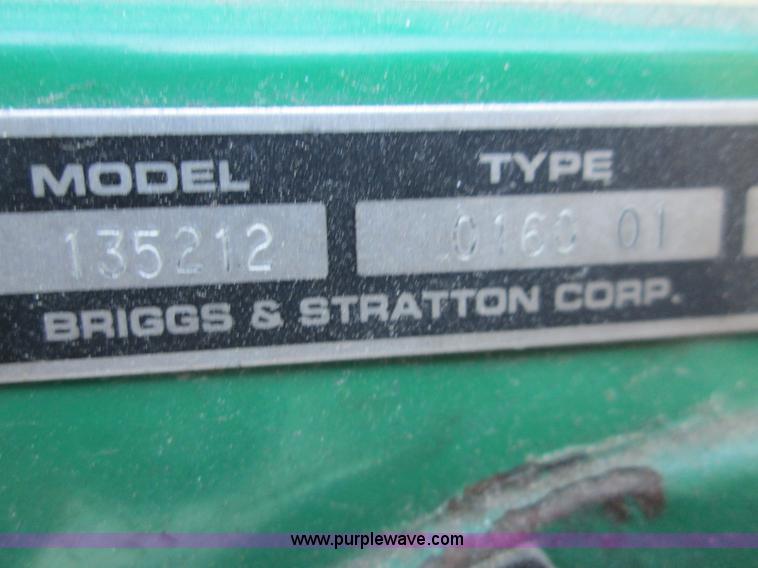 MODEL TYPE
135212 0160 01
BRIGGS & STRATTON CORP.
www.purplewave.com